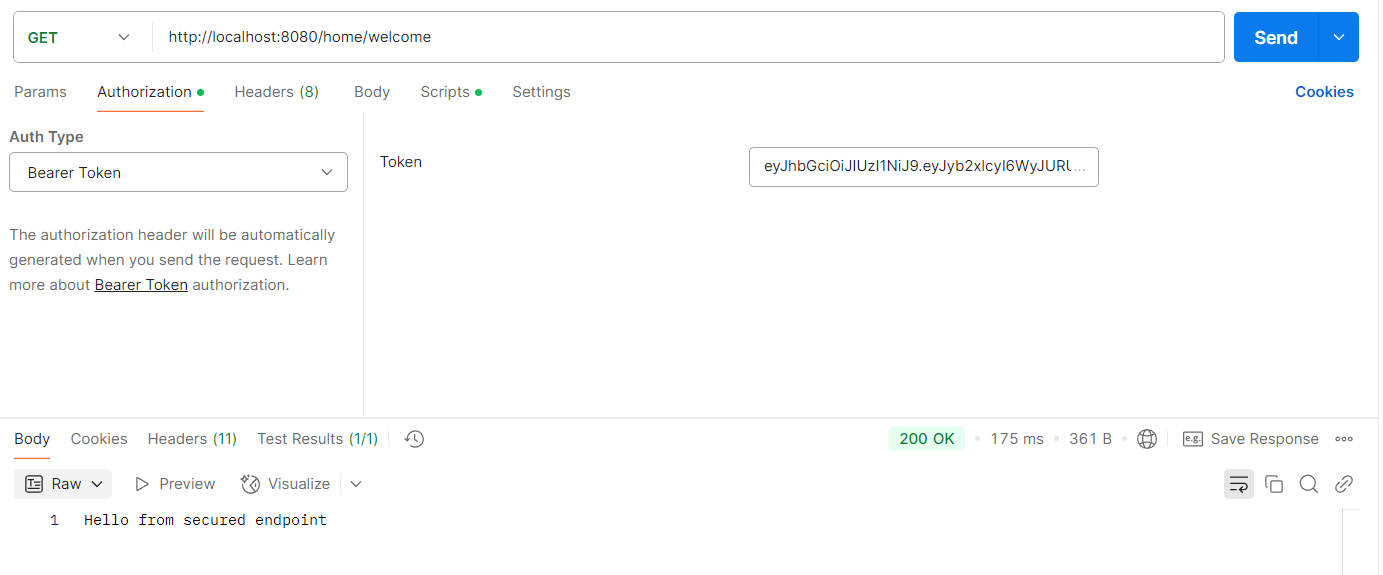 GET http://localhost:8080/home/welcome Send
Params Authorization Headers (8) Body Scripts Settings Cookies
Auth Type
Bearer Token
Token
eyJhbGciOiJIUzI1NiJ9.eyJyb2xlcyI6WyJURU...
The authorization header will be automatically
generated when you send the request. Learn
more about Bearer Token authorization.
Body Cookies Headers (11) Test Results (1/1) 200 OK 175 ms 361 B e.g. Save Response
Raw Preview Visualize
1 Hello from secured endpoint